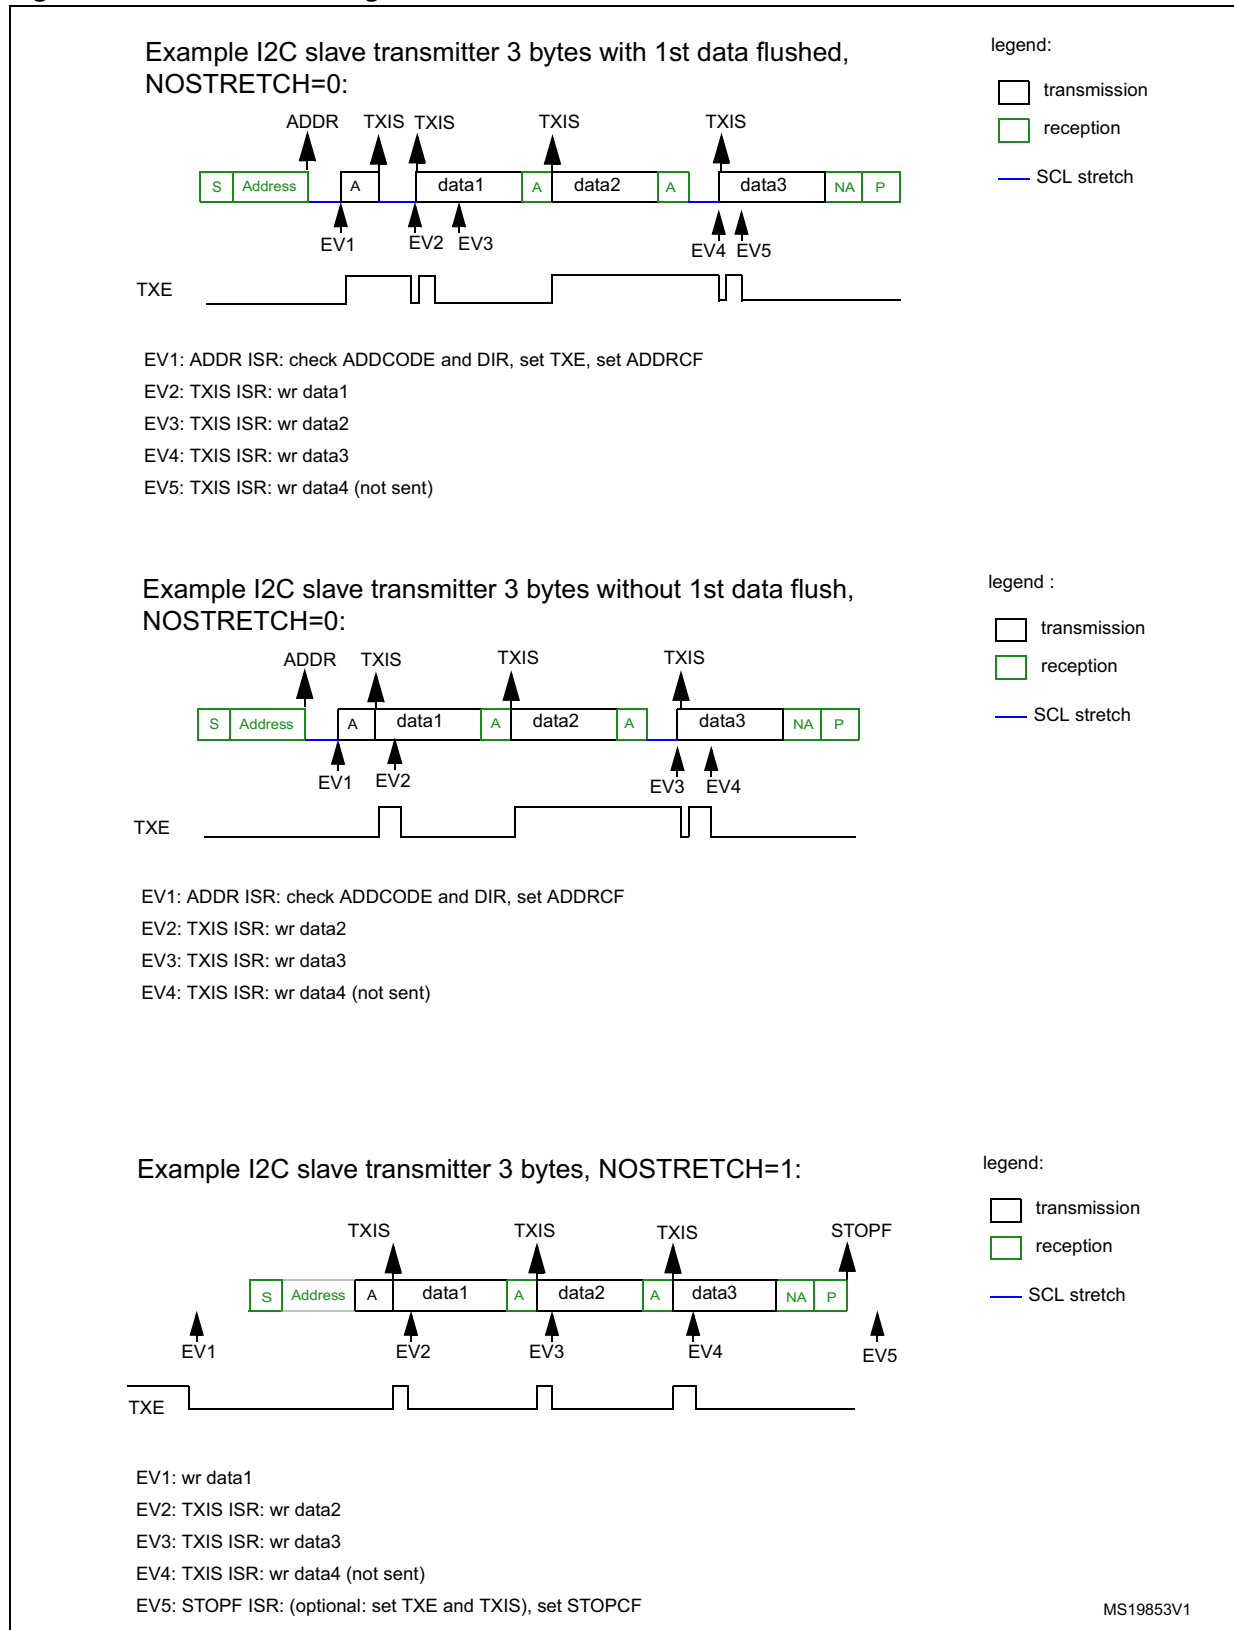 Example I2C slave transmitter 3 bytes with 1st data flushed,
NOSTRETCH=0:
legend:
transmission
reception
SCL stretch
ADDR TXIS TXIS TXIS TXIS
S Address A data1 A data2 A data3 NA P
EV1 EV2 EV3 EV4 EV5
TXE
EV1: ADDR ISR: check ADDCODE and DIR, set TXE, set ADDRCF
EV2: TXIS ISR: wr data1
EV3: TXIS ISR: wr data2
EV4: TXIS ISR: wr data3
EV5: TXIS ISR: wr data4 (not sent)
Example I2C slave transmitter 3 bytes without 1st data flush,
NOSTRETCH=0:
legend :
transmission
reception
SCL stretch
ADDR TXIS TXIS TXIS
S Address A data1 A data2 A data3 NA P
EV1 EV2 EV3 EV4
TXE
EV1: ADDR ISR: check ADDCODE and DIR, set ADDRCF
EV2: TXIS ISR: wr data2
EV3: TXIS ISR: wr data3
EV4: TXIS ISR: wr data4 (not sent)
Example I2C slave transmitter 3 bytes, NOSTRETCH=1:
legend:
transmission
reception
SCL stretch
TXIS TXIS TXIS STOPF
S Address A data1 A data2 A data3 NA P
EV1 EV2 EV3 EV4 EV5
TXE
EV1: wr data1
EV2: TXIS ISR: wr data2
EV3: TXIS ISR: wr data3
EV4: TXIS ISR: wr data4 (not sent)
EV5: STOPF ISR: (optional: set TXE and TXIS), set STOPCF
MS19853V1